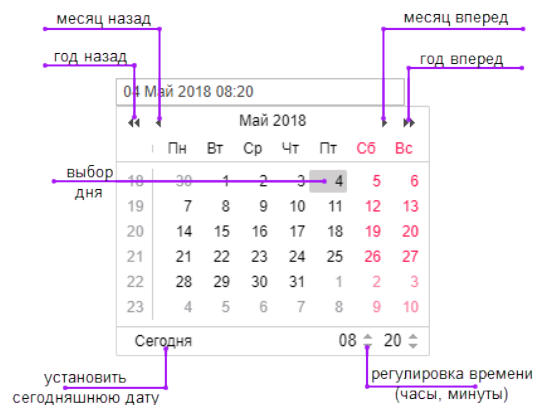 месяц назад
месяц вперед
год назад
год вперед
04 Май 2018 08:20
Май 2018
Пн Вт Ср Чт Пт Сб Вс
выбор
дня
18 30 1 2 3 4 5 6
19 7 8 9 10 11 12 13
20 14 15 16 17 18 19 20
21 21 22 23 24 25 26 27
22 28 29 30 31 1 2 3
23 4 5 6 7 8 9 10
Сегодня 08 20
установить
сегодняшнюю дату
регулировка времени
(часы, минуты)